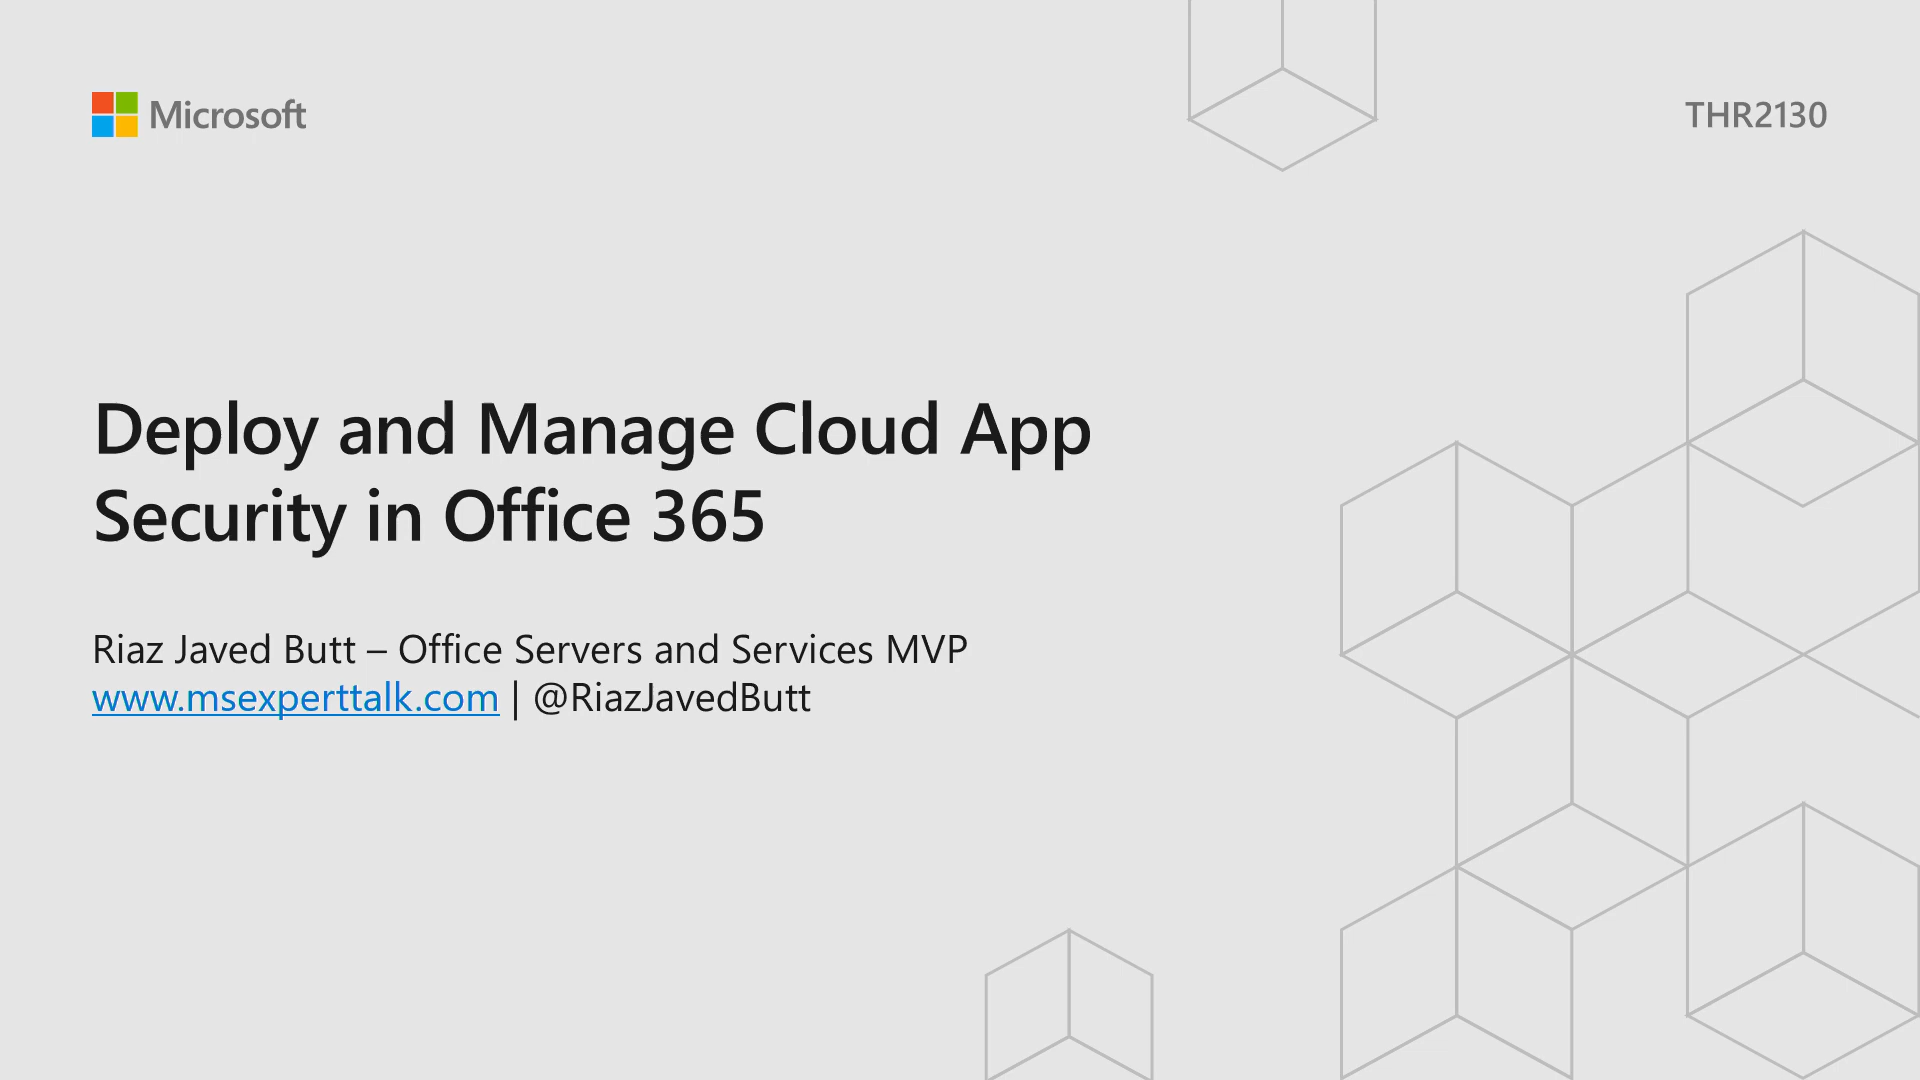 Microsoft
THR2130
Deploy and Manage Cloud App
Security in Office 365
Riaz Javed Butt – Office Servers and Services MVP
www.msexperttalk.com | @RiazJavedButt